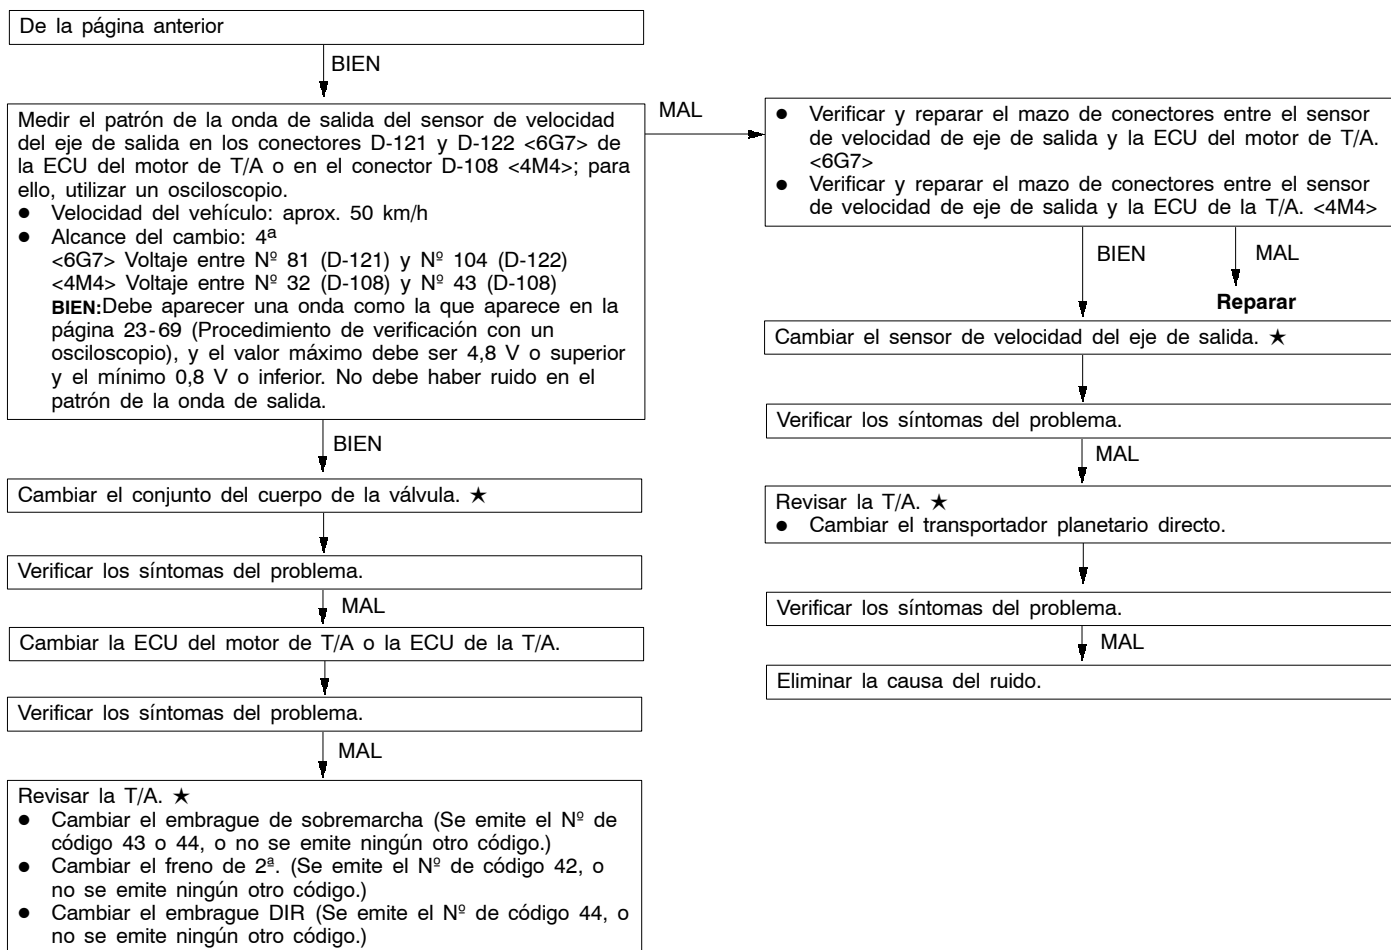 De la página anterior
BIEN
Medir el patrón de la onda de salida del sensor de velocidad
del eje de salida en los conectores D-121 y D-122 <6G7> de
la ECU del motor de T/A o en el conector D-108 <4M4>; para
ello, utilizar un osciloscopio.
● Velocidad del vehículo: aprox. 50 km/h
● Alcance del cambio: 4ª
<6G7> Voltaje entre Nº 81 (D-121) y Nº 104 (D-122)
<4M4> Voltaje entre Nº 32 (D-108) y Nº 43 (D-108)
BIEN:Debe aparecer una onda como la que aparece en la
página 23-69 (Procedimiento de verificación con un
osciloscopio), y el valor máximo debe ser 4,8 V o superior
y el mínimo 0,8 V o inferior. No debe haber ruido en el
patrón de la onda de salida.
MAL
● Verificar y reparar el mazo de conectores entre el sensor
de velocidad de eje de salida y la ECU del motor de T/A.
<6G7>
● Verificar y reparar el mazo de conectores entre el sensor
de velocidad de eje de salida y la ECU de la T/A. <4M4>
BIEN
MAL
Reparar
Cambiar el sensor de velocidad del eje de salida. ★
Verificar los síntomas del problema.
MAL
Revisar la T/A. ★
● Cambiar el transportador planetario directo.
Verificar los síntomas del problema.
MAL
Eliminar la causa del ruido.
BIEN
Cambiar el conjunto del cuerpo de la válvula. ★
Verificar los síntomas del problema.
MAL
Cambiar la ECU del motor de T/A o la ECU de la T/A.
Verificar los síntomas del problema.
MAL
Revisar la T/A. ★
● Cambiar el embrague de sobremarcha (Se emite el Nº de
código 43 o 44, o no se emite ningún otro código.)
● Cambiar el freno de 2ª. (Se emite el Nº de código 42, o
no se emite ningún otro código.)
● Cambiar el embrague DIR (Se emite el Nº de código 44, o
no se emite ningún otro código.)